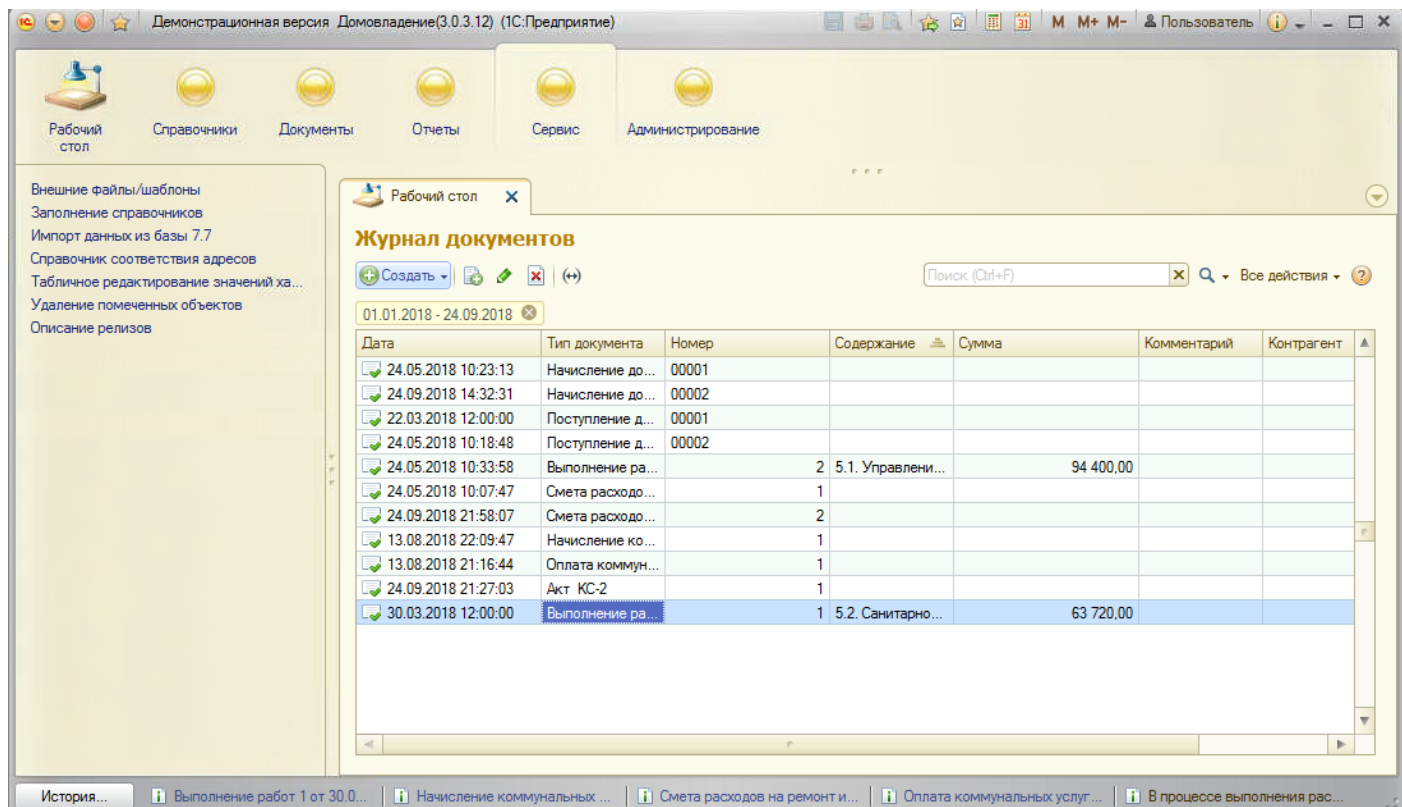 Демонстрационная версия Домовладение(3.0.3.12) (1С:Предприятие)
31 M M+ M- Пользователь
Рабочий стол
Справочники
Документы
Отчеты
Сервис
Администрирование
Внешние файлы/шаблоны
Заполнение справочников
Импорт данных из базы 7.7
Справочник соответствия адресов
Табличное редактирование значений ха...
Удаление помеченных объектов
Описание релизов
Рабочий стол
Журнал документов
Создать
Поиск (Ctrl+F)
Все действия
01.01.2018 - 24.09.2018
Дата Тип документа Номер Содержание Сумма Комментарий Контрагент
24.05.2018 10:23:13 Начисление до... 00001
24.09.2018 14:32:31 Начисление до... 00002
22.03.2018 12:00:00 Поступление д... 00001
24.05.2018 10:18:48 Поступление д... 00002
24.05.2018 10:33:58 Выполнение ра... 2 5.1. Управлени... 94 400,00
24.05.2018 10:07:47 Смета расходо... 1
24.09.2018 21:58:07 Смета расходо... 2
13.08.2018 22:09:47 Начисление ко... 1
13.08.2018 21:16:44 Оплата коммун... 1
24.09.2018 21:27:03 Акт КС-2 1
30.03.2018 12:00:00 Выполнение ра... 1 5.2. Санитарно... 63 720,00
История...
Выполнение работ 1 от 30.0...
Начисление коммунальных ...
Смета расходов на ремонт и...
Оплата коммунальных услуг...
В процессе выполнения рас...